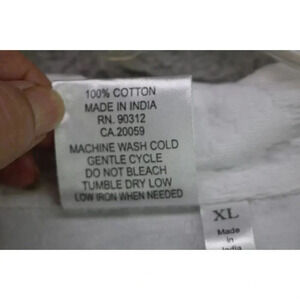 100% COTTON
MADE IN INDIA
RN. 90312
CA.20059
MACHINE WASH COLD
GENTLE CYCLE
DO NOT BLEACH
TUMBLE DRY LOW
LOW IRON WHEN NEEDED
XL
Made
in
India